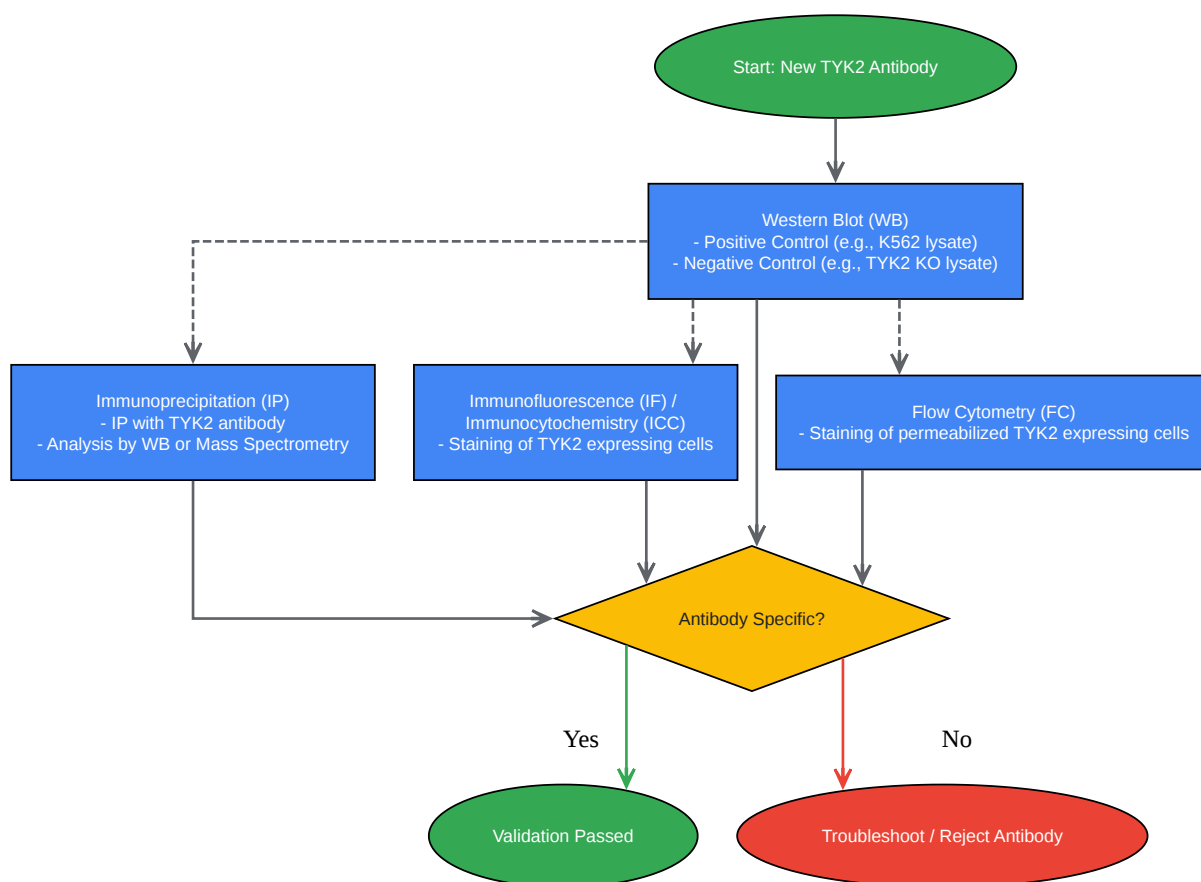 Start: New TYK2 Antibody
Western Blot (WB)
- Positive Control (e.g., K562 lysate)
- Negative Control (e.g., TYK2 KO lysate)
Immunoprecipitation (IP)
- IP with TYK2 antibody
- Analysis by WB or Mass Spectrometry
Immunofluorescence (IF) /
Immunocytochemistry (ICC)
- Staining of TYK2 expressing cells
Flow Cytometry (FC)
- Staining of permeabilized TYK2 expressing cells
Antibody Specific?
Yes
No
Validation Passed
Troubleshoot / Reject Antibody